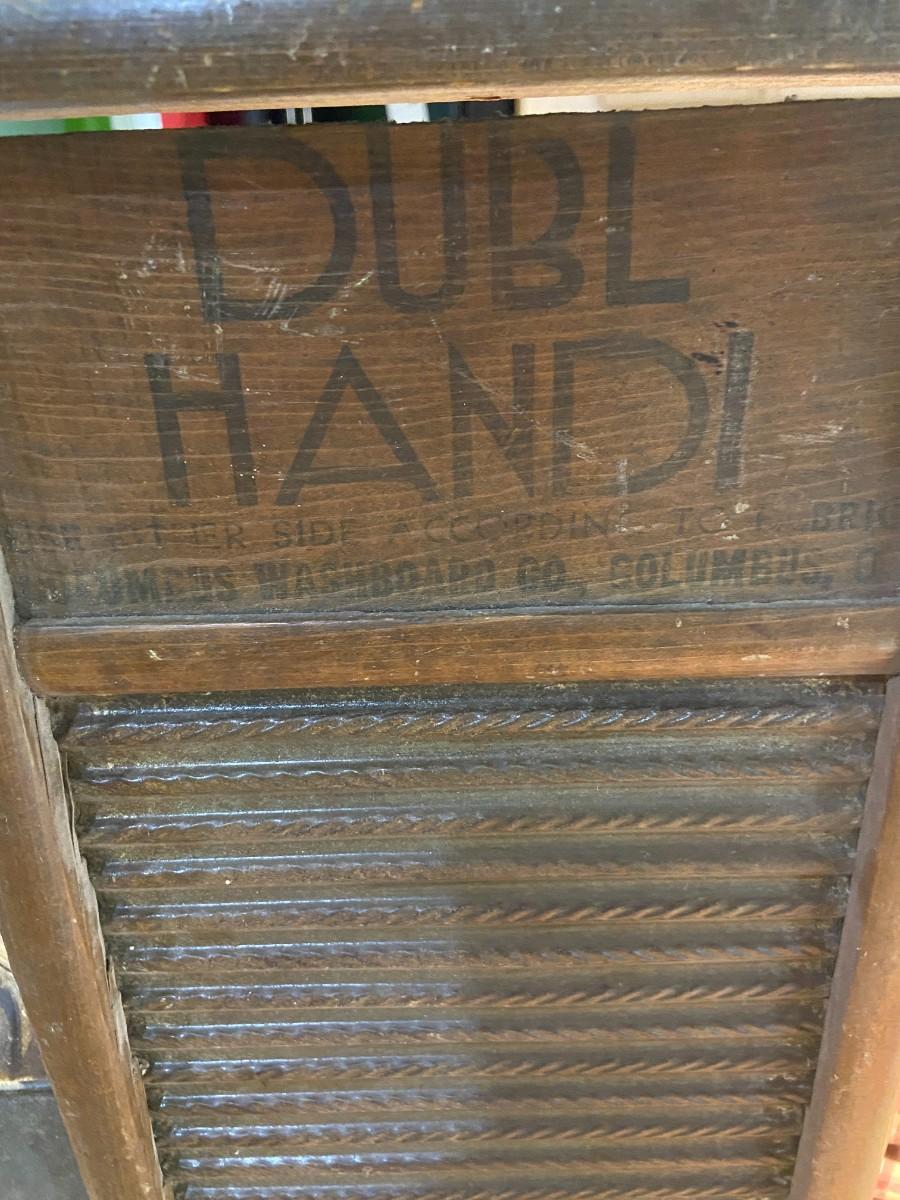 DUBL
HANDI
SIDE ACCORDING TO
WASHBOARD CO., COLUMBUS, O